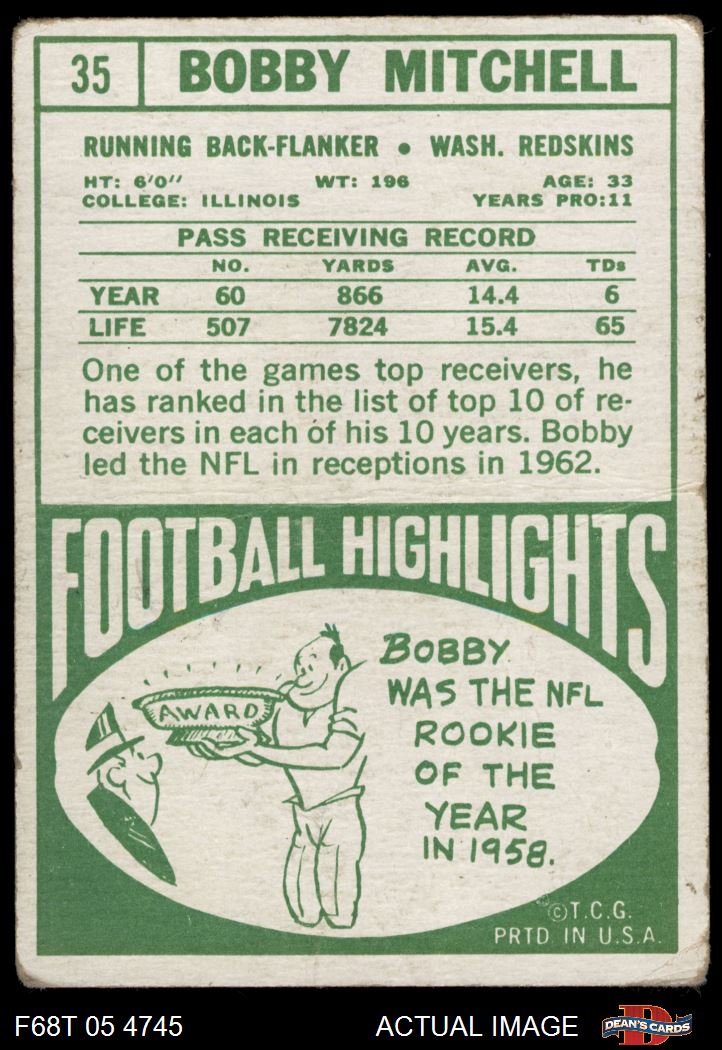 35 BOBBY MITCHELL
RUNNING BACK-FLANKER • WASH. REDSKINS
HT: 6'0" WT: 196 AGE: 33
COLLEGE: ILLINOIS YEARS PRO:11
PASS RECEIVING RECORD
NO. YARDS AVG. TDs
YEAR 60 866 14.4 6
LIFE 507 7824 15.4 65
One of the games top receivers, he
has ranked in the list of top 10 of re-
ceivers in each of his 10 years. Bobby
led the NFL in receptions in 1962.
FOOTBALL HIGHLIGHTS
AWARD
BOBBY
WAS THE NFL
ROOKIE
OF THE
YEAR
IN 1958.
©T.C.G.
PRTD IN U.S.A.
F68T 05 4745 ACTUAL IMAGE D DEAN'S CARDS